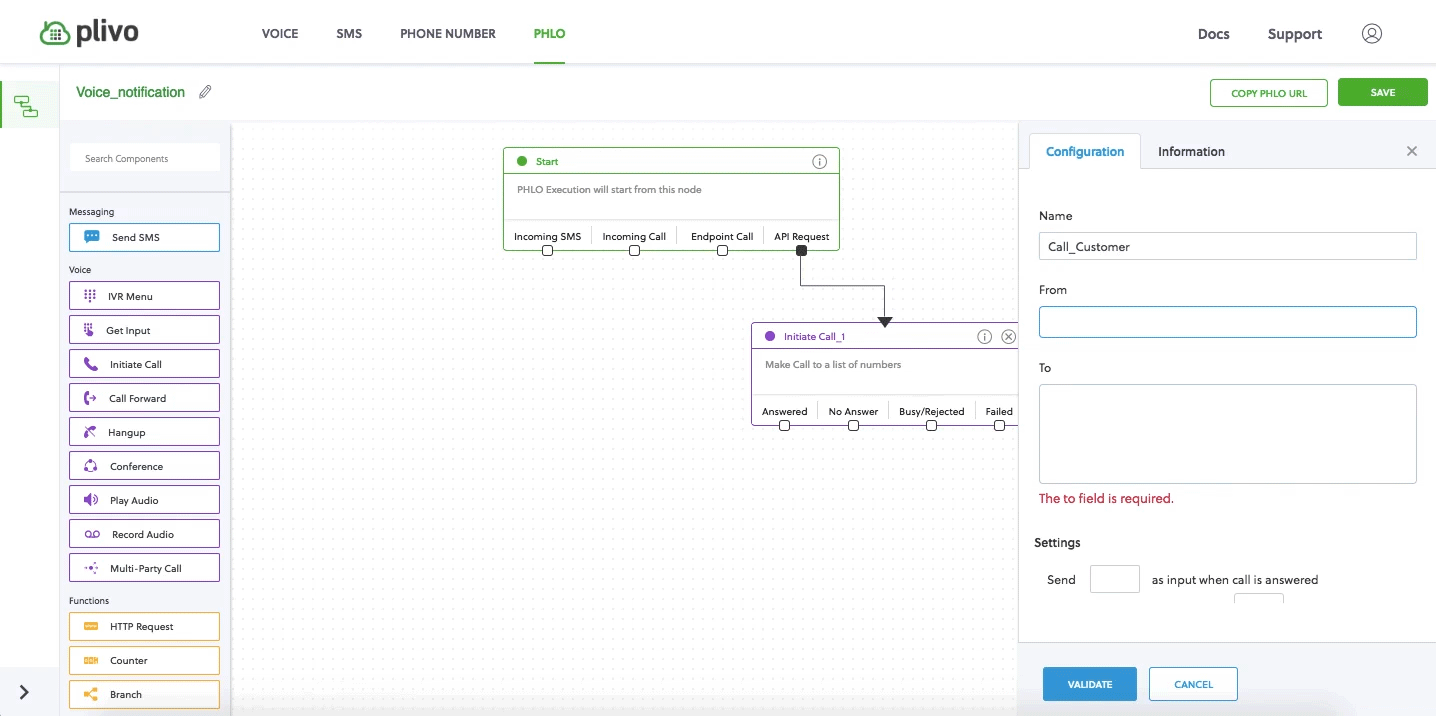 plivo
VOICE SMS PHONE NUMBER PHLO
Docs Support
Voice_notification
COPY PHLO URL SAVE
Search Components
Messaging
Send SMS
Voice
IVR Menu
Get Input
Initiate Call
Call Forward
Hangup
Conference
Play Audio
Record Audio
Multi-Party Call
Functions
HTTP Request
Counter
Branch
Start
PHLO Execution will start from this node
Incoming SMS Incoming Call Endpoint Call API Request
Initiate Call_1
Make Call to a list of numbers
Answered No Answer Busy/Rejected Failed
Configuration Information
Name
Call_Customer
From
To
The to field is required.
Settings
Send as input when call is answered
VALIDATE CANCEL